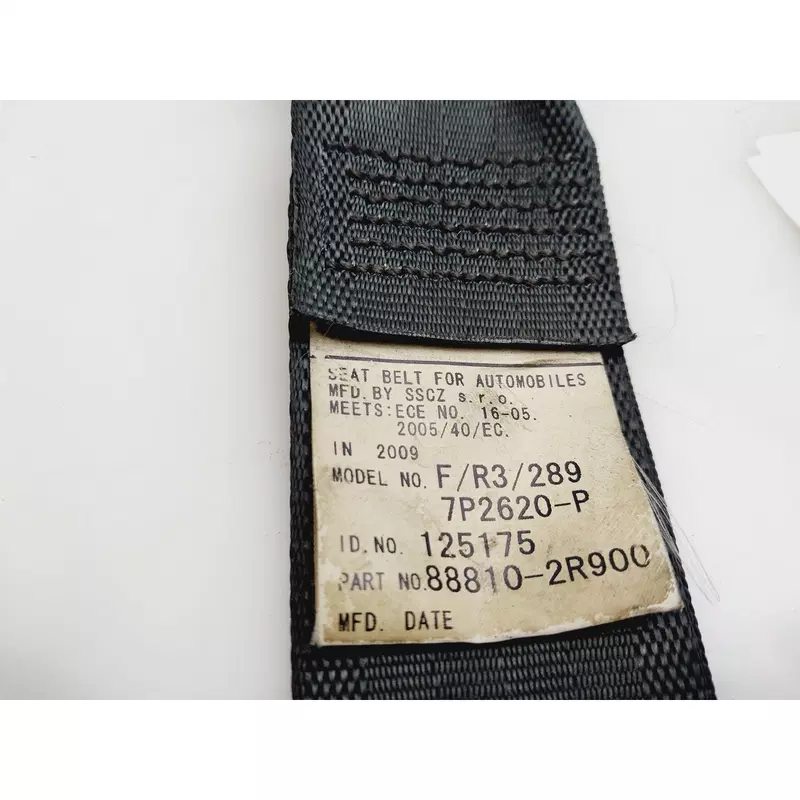 SEAT BELT FOR AUTOMOBILES
MFD. BY SSCZ s.r.o.
MEETS:ECE NO. 16-05.
2005/40/EC.
IN 2009
MODEL NO. F/R3/289
7P2620-P
ID.NO. 125175
PART NO.88810-2R900
MFD. DATE